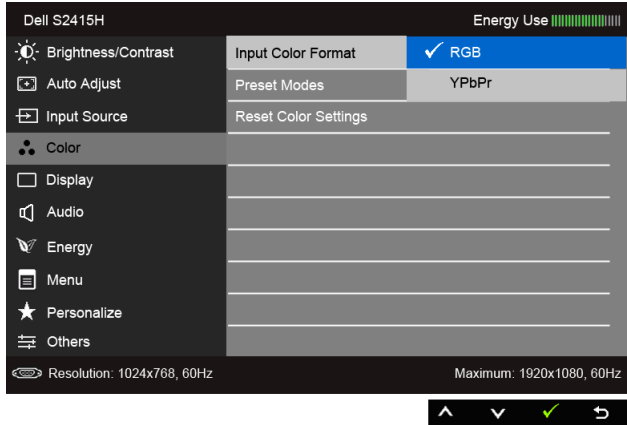 Dell S2415H Energy Use
Brightness/Contrast Input Color Format RGB
Auto Adjust Preset Modes YPbPr
Input Source Reset Color Settings
Color
Display
Audio
Energy
Menu
Personalize
Others
Resolution: 1024x768, 60Hz Maximum: 1920x1080, 60Hz